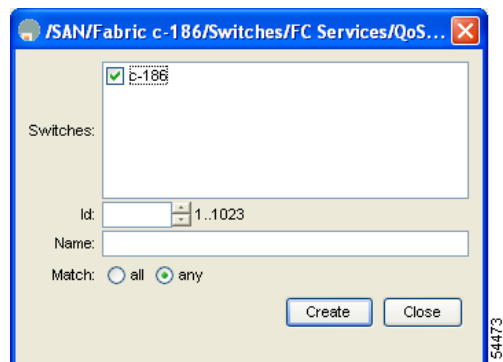 /SAN/Fabric c-186/Switches/FC Services/QoS...
c-186
Switches:
Id: 1..1023
Name:
Match: all any
Create Close
54473